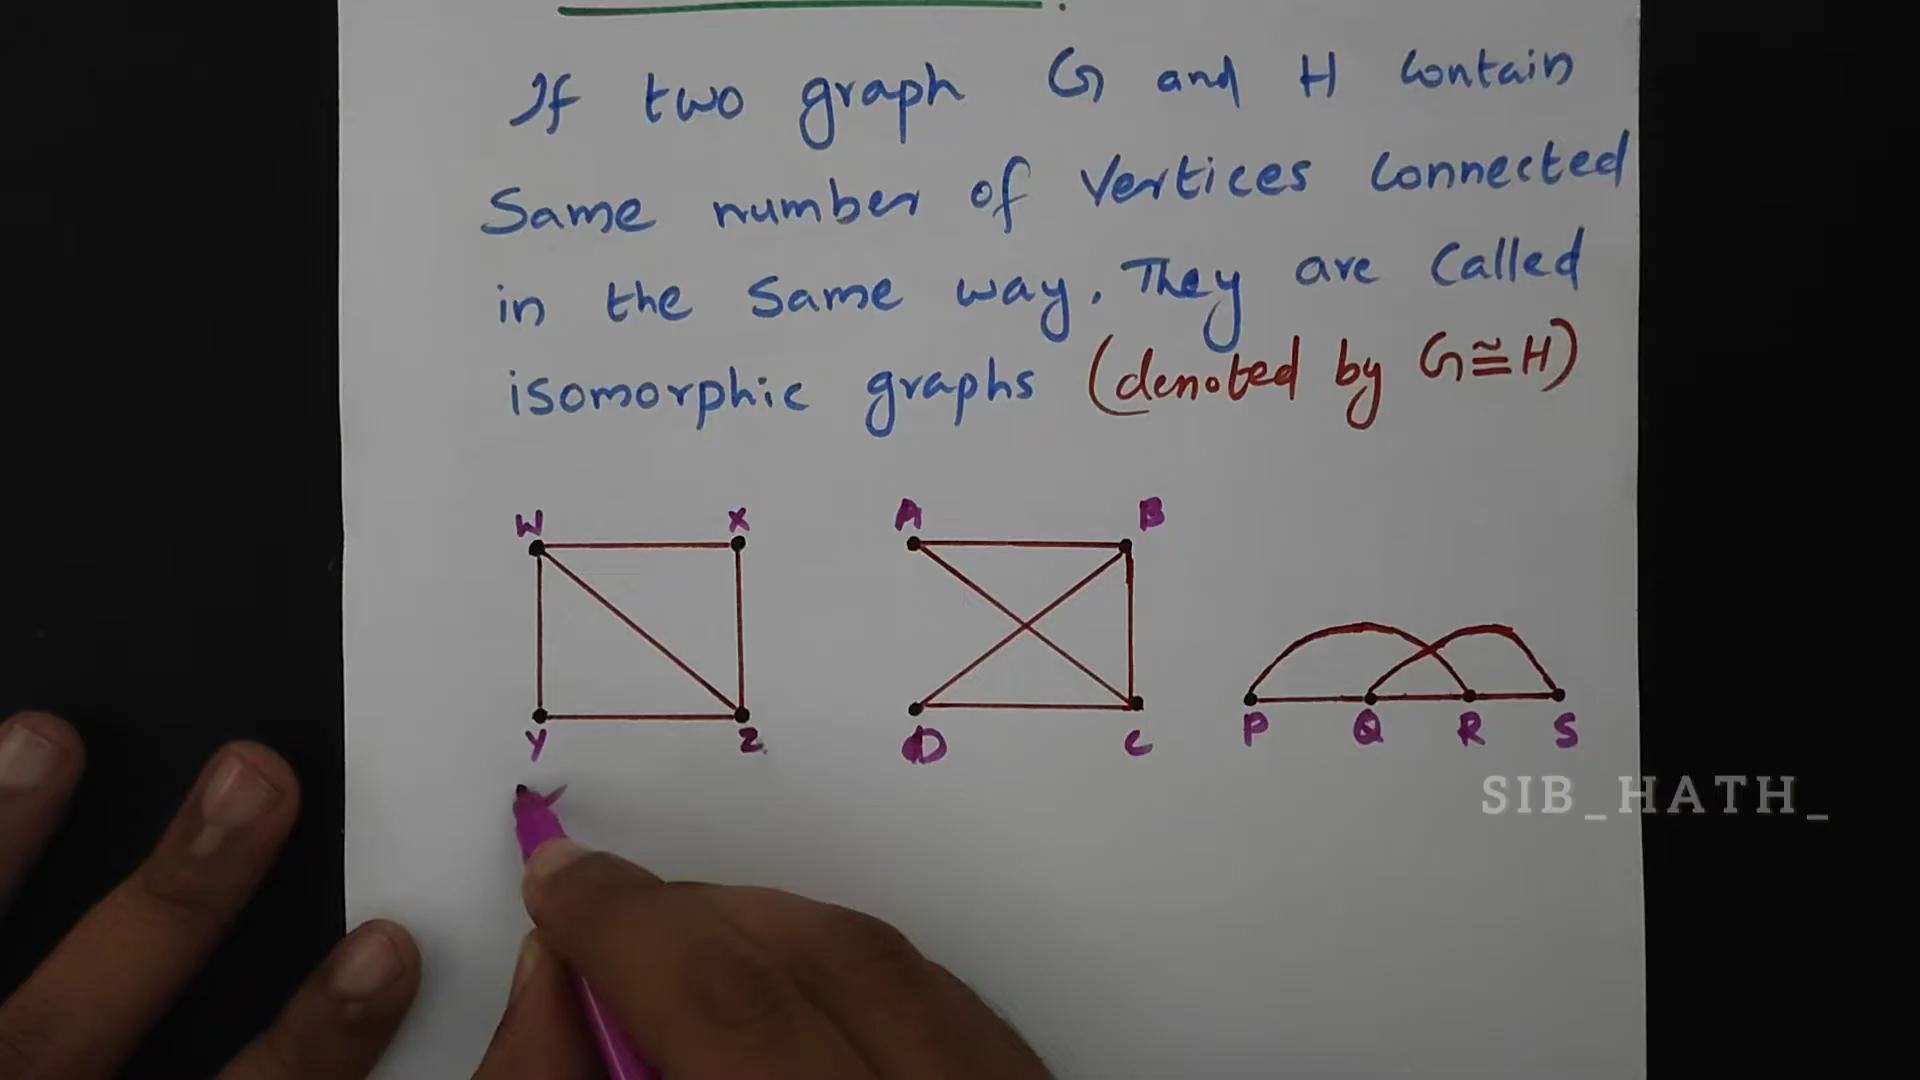 If two graph G and H contain
Same number of Vertices Connected
in the same way. They are Called
isomorphic graphs (denoted by G≅H)
W X A B
P Q R S
Y Z D C
SIB_HATH_